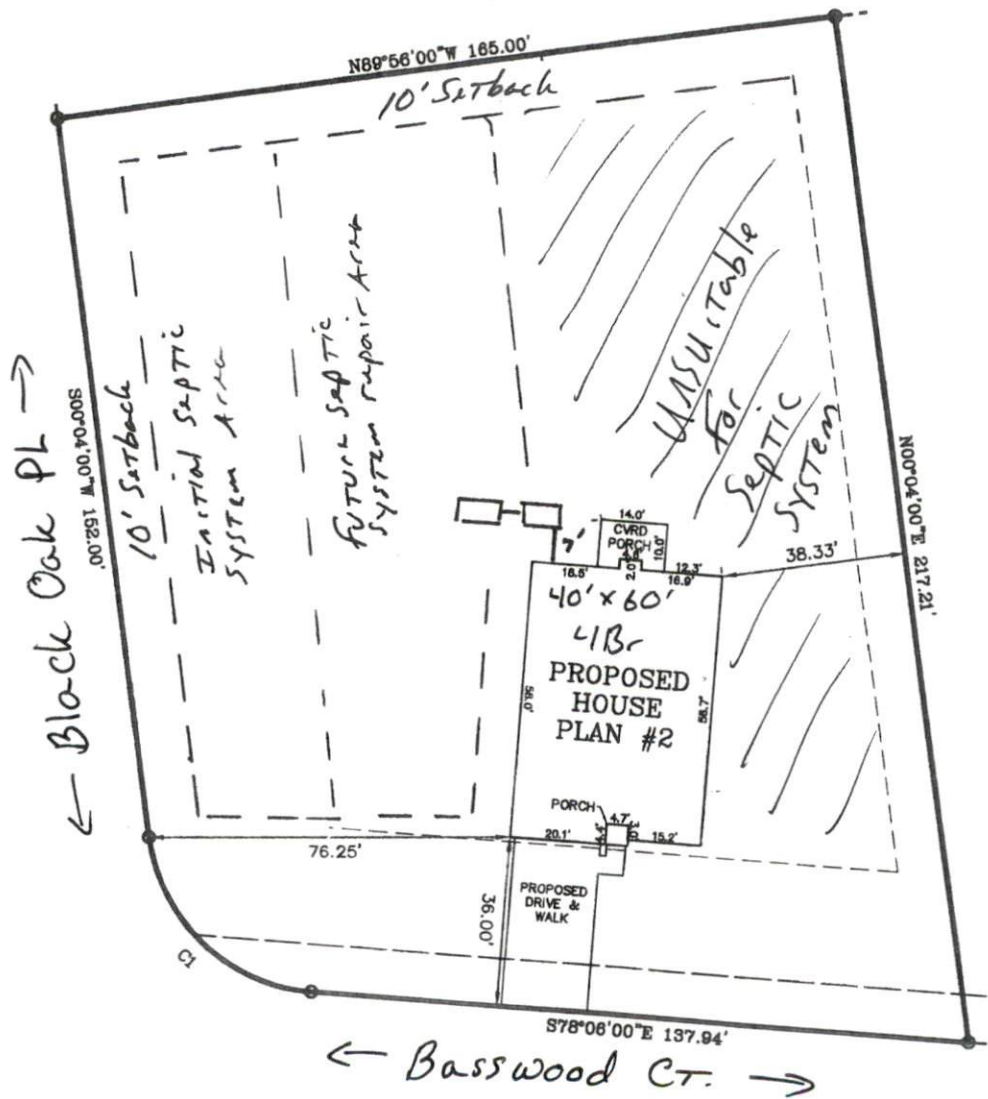 N89°56'00"W 165.00'
10' Setback
Initial Septic
System Area
Future Septic
System repair Area
Unsuitable
For
Septic
System
← Black Oak PL →
S00°04'00"W 152.00'
10' Setback
N00°04'00"E 217.21'
38.33'
14.0'
CVRD
PORCH
10.0'
4.8'
2.0'
7'
18.5'
12.3'
16.9'
40' x 60'
4Br
PROPOSED
HOUSE
PLAN #2
58.0'
58.7'
PORCH
4.7'
20.1'
15.2'
76.25'
36.00'
PROPOSED
DRIVE &
WALK
C1
S78°06'00"E 137.94'
← Basswood CT. →